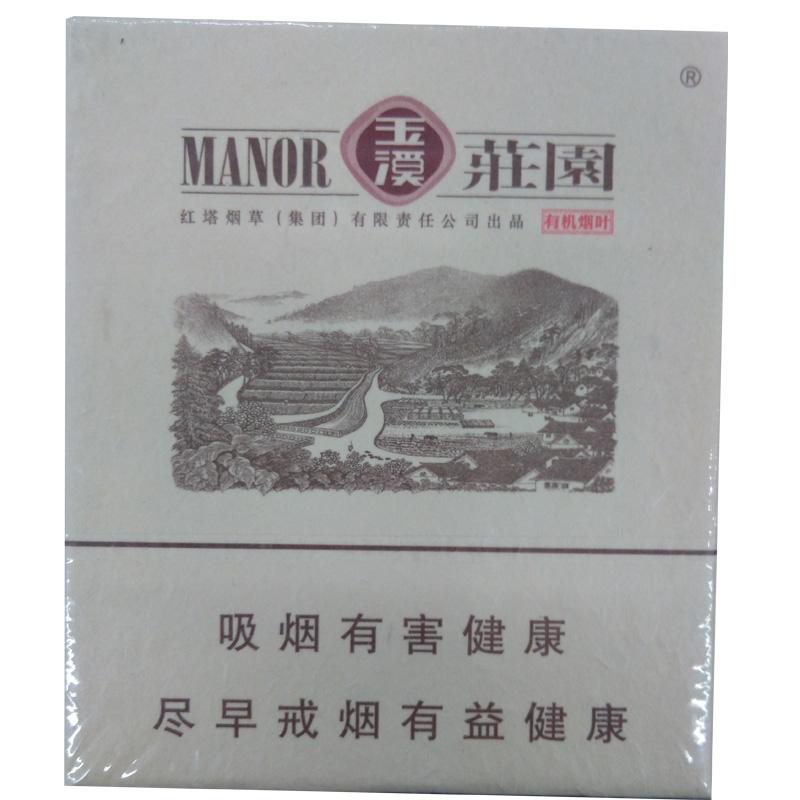 ®
MANOR 玉溪 莊園
红塔烟草(集团)有限责任公司出品 有机烟叶
吸烟有害健康
尽早戒烟有益健康